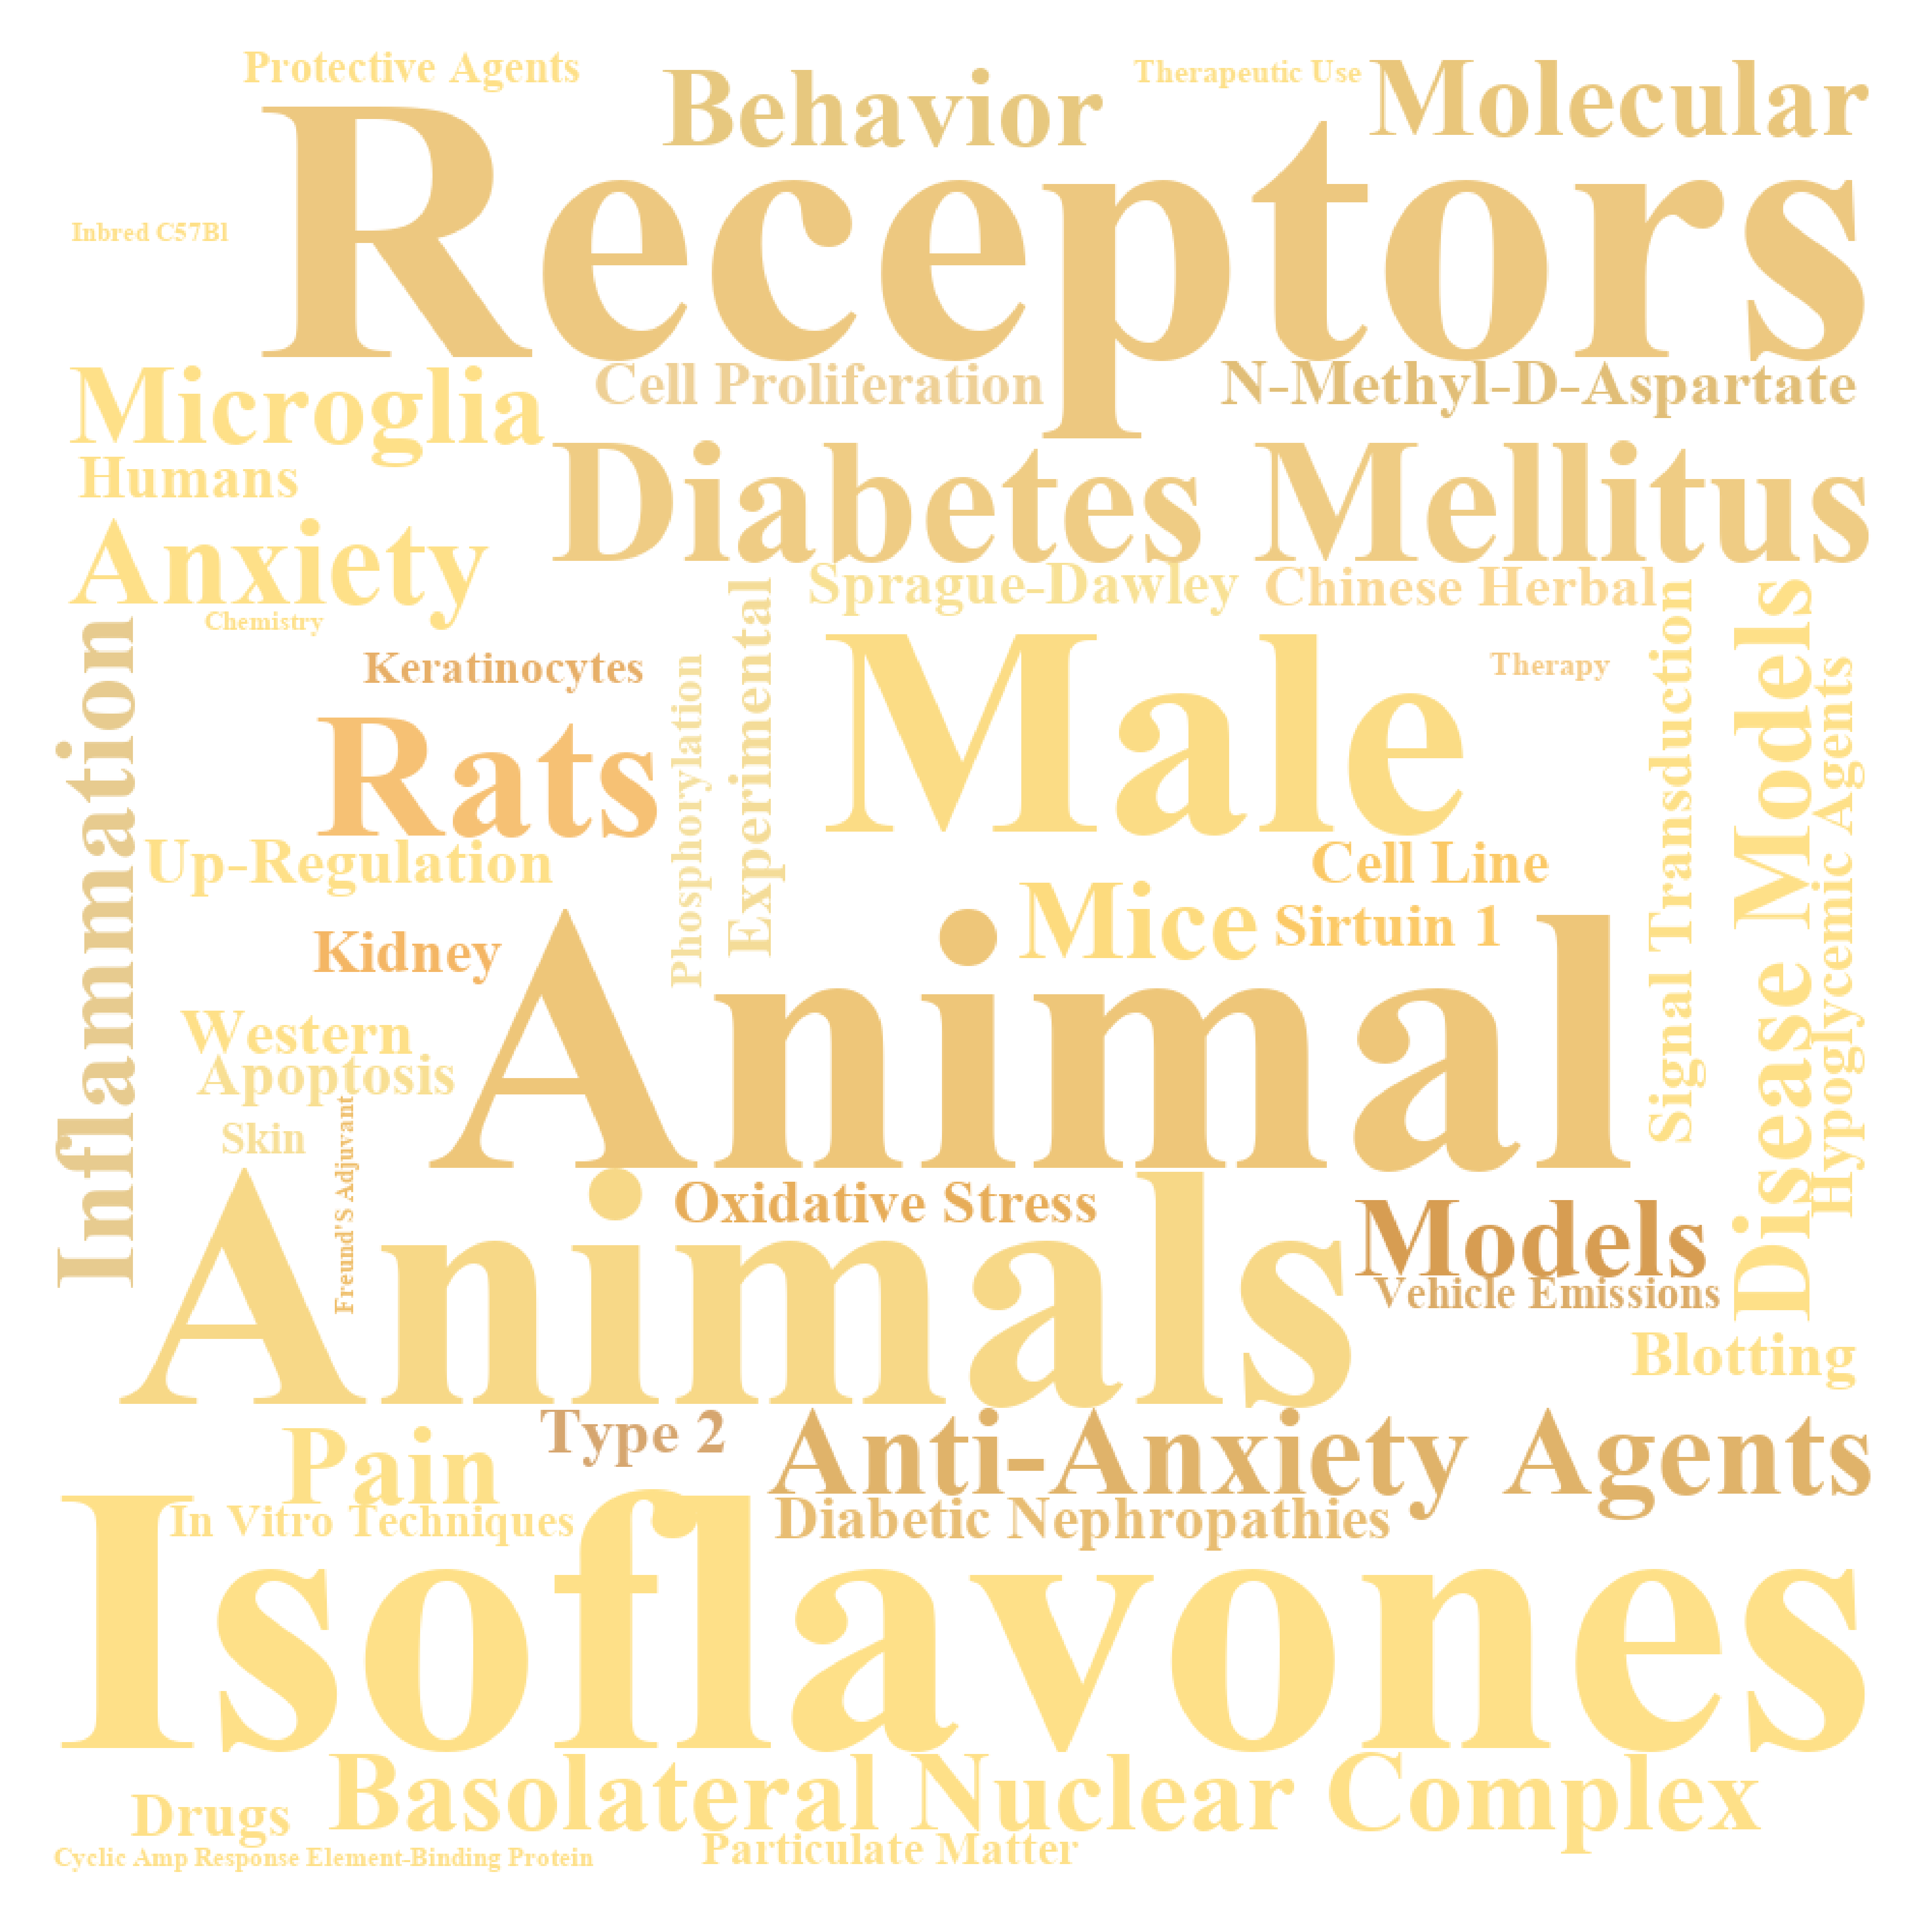 Protective Agents
Behavior
Therapeutic Use
Molecular
Receptors
Inbred C57Bl
Microglia
Cell Proliferation
N-Methyl-D-Aspartate
Humans
Diabetes Mellitus
Anxiety
Sprague-Dawley
Chinese Herbal
Chemistry
Inflammation
Keratinocytes
Phosphorylation
Experimental
Male
Therapy
Signal Transduction
Disease Models
Hypoglycemic Agents
Rats
Up-Regulation
Cell Line
Kidney
Mice
Sirtuin 1
Animal
Western
Apoptosis
Skin
Freund'S Adjuvant
Animals
Oxidative Stress
Models
Vehicle Emissions
Blotting
Pain
Type 2
Anti-Anxiety Agents
In Vitro Techniques
Diabetic Nephropathies
Isoflavones
Basolateral Nuclear Complex
Drugs
Particulate Matter
Cyclic Amp Response Element-Binding Protein